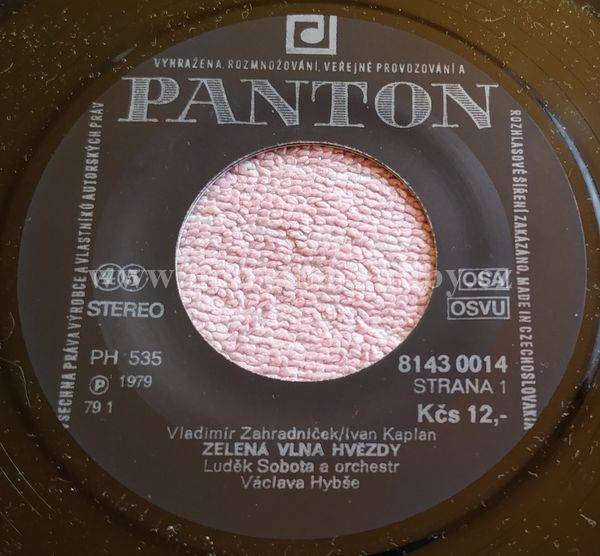 VYHRAŽENA. ROZMNOŽOVÁNÍ, VEŘEJNÉ PROVOZOVÁNÍ A
PANTON
VŠECHNA PRÁVA VÝROBCE A VLASTNÍKŮ AUTORSKÝCH PRÁV
ROZHLASOVÉ ŠÍŘENÍ ZAKÁZÁNO. MADE IN CZECHOSLOVAKIA
45
STEREO
OSA
OSVU
PH 535
Ⓟ 1979
79 1
8143 0014
STRANA 1
Kčs 12,-
Vladimír Zahradníček/Ivan Kaplan
ZELENÁ VLNA HVĚZDY
Luděk Sobota a orchestr
Václava Hybše